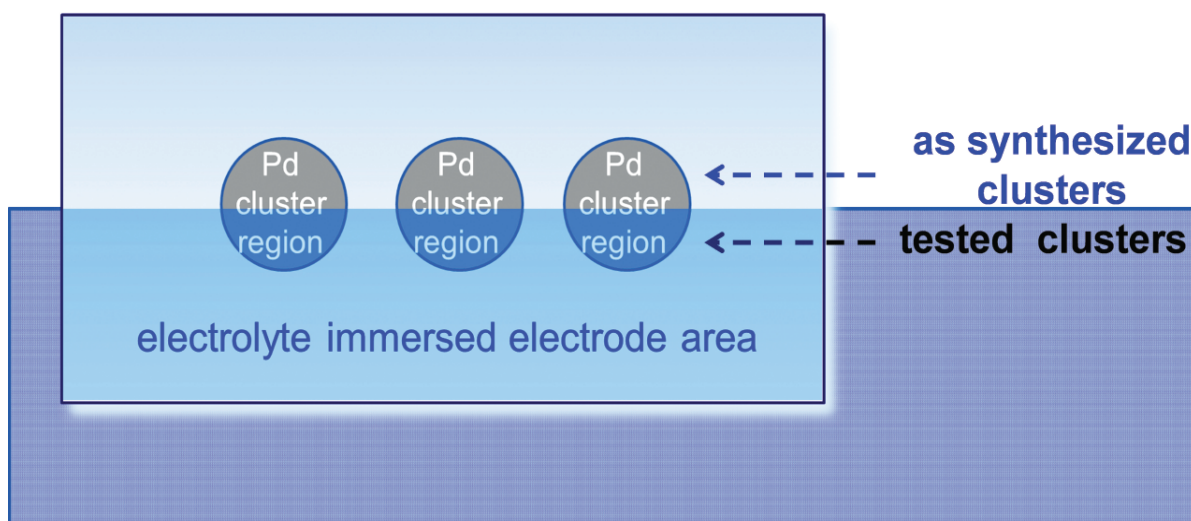 Pd
cluster
region
Pd
cluster
region
Pd
cluster
region
as synthesized
clusters
tested clusters
electrolyte immersed electrode area